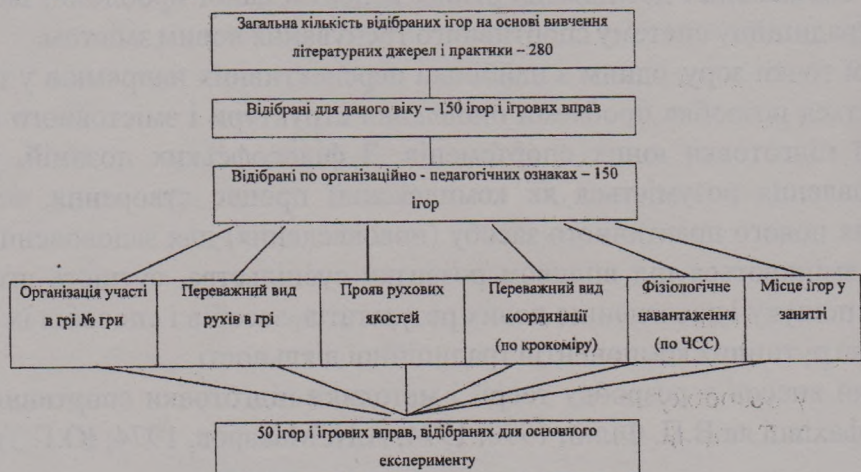 Загальна кількість відібраних ігор на основі вивчення
літературних джерел і практики – 280
Відібрані для даного віку – 150 ігор і ігрових вправ
Відібрані по організаційно - педагогічних ознаках – 150
ігор
Організація участі
в грі № гри
Переважний вид
рухів в грі
Прояв рухових
якостей
Переважний вид
координації
(по крокоміру)
Фізіологічне
навантаження
(по ЧСС)
Місце ігор у
занятті
50 ігор і ігрових вправ, відібраних для основного
експерименту